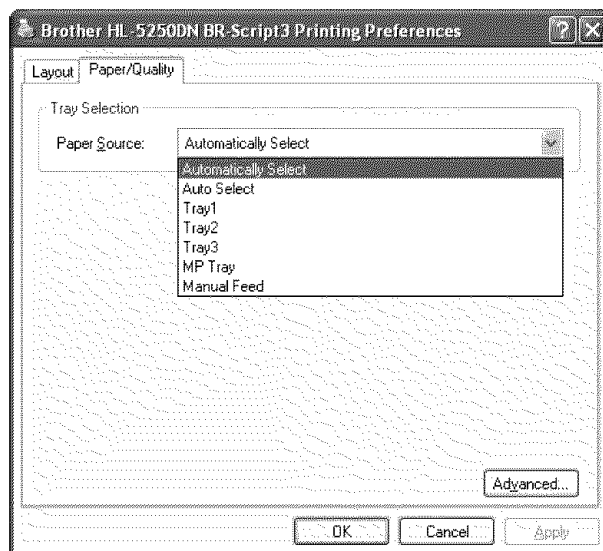 Brother HL-5250DN BR-Script3 Printing Preferences
Layout Paper/Quality
Tray Selection
Paper Source: Automatically Select
Automatically Select
Auto Select
Tray1
Tray2
Tray3
MP Tray
Manual Feed
Advanced...
OK Cancel Apply